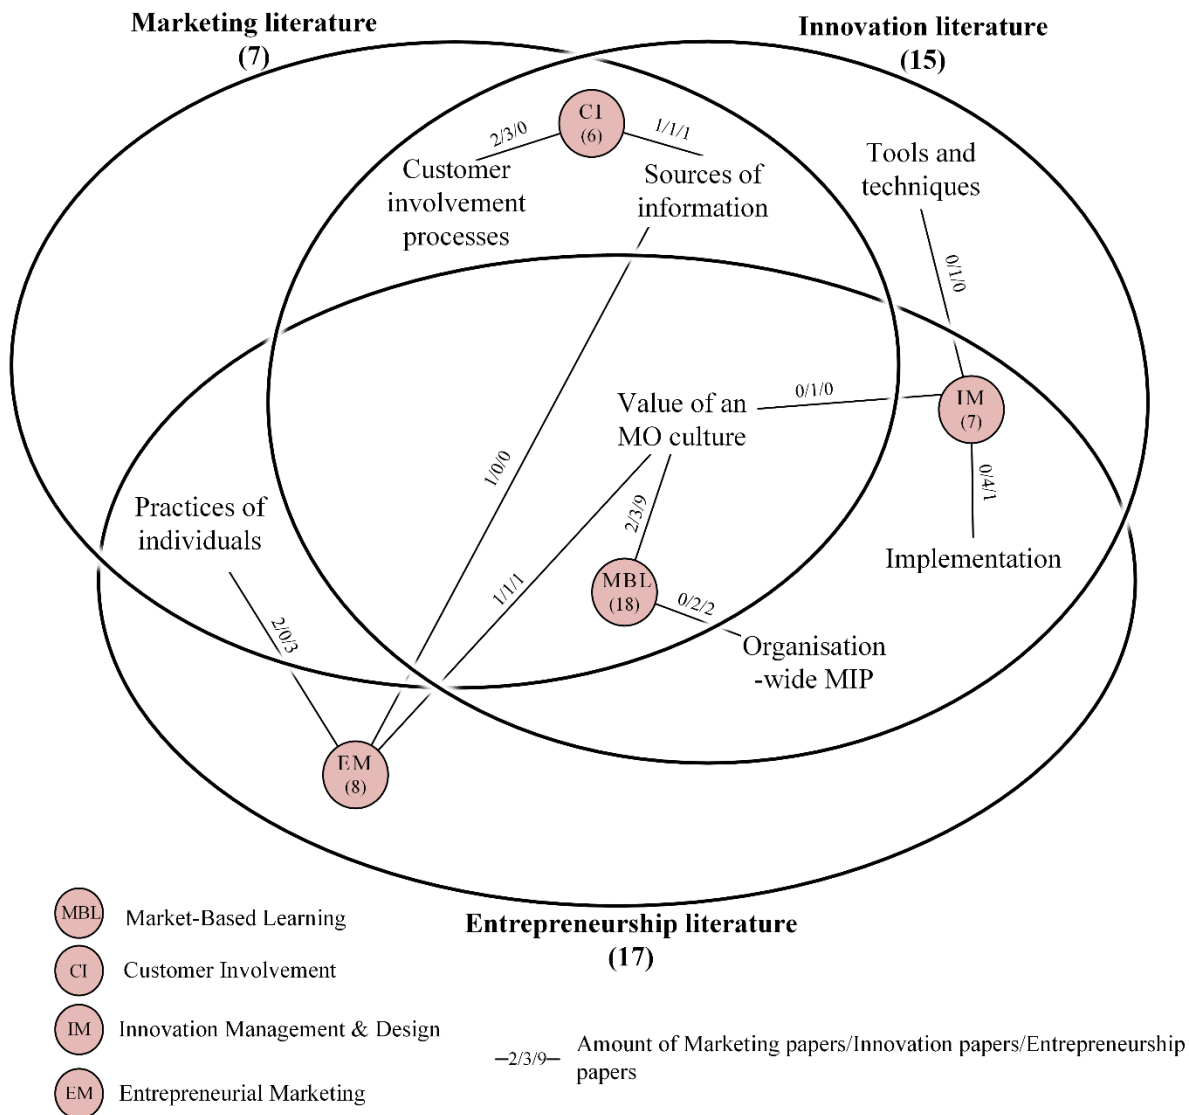 Marketing literature
(7)
Innovation literature
(15)
CI
(6)
2/3/0
1/1/1
Customer
involvement
processes
Sources of
information
Tools and
techniques
0/1/0
Value of an
MO culture
0/1/0
IM
(7)
0/4/1
Implementation
1/0/0
Practices of
individuals
2/0/3
1/1/1
2/3/9
MBL
(18)
0/2/2
Organisation
-wide MIP
EM
(8)
Entrepreneurship literature
(17)
MBL Market-Based Learning
CI Customer Involvement
IM Innovation Management & Design
EM Entrepreneurial Marketing
2/3/9 Amount of Marketing papers/Innovation papers/Entrepreneurship
papers